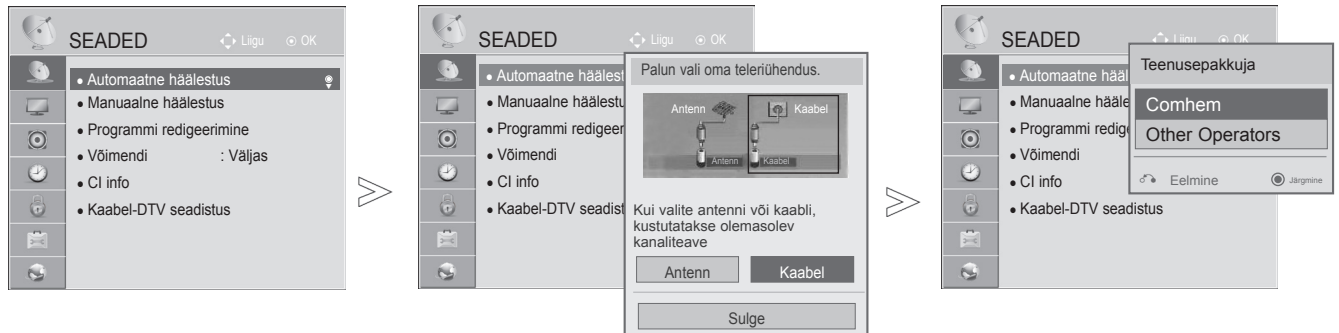 SEADED
Liigu OK
Automaatne häälestus
Manuaalne häälestus
Programmi redigeerimine
Võimendi : Väljas
CI info
Kaabel-DTV seadistus
SEADED
Liigu OK
Automaatne häälest
Manuaalne häälestu
Programmi redigeer
Võimendi
CI info
Kaabel-DTV seadist
Palun vali oma teleriühendus.
Antenn Kaabel
Antenn Kaabel
Kui valite antenni või kaabli,
kustutatakse olemasolev
kanaliteave
Antenn Kaabel
Sulge
SEADED
Liigu OK
Automaatne hääl
Manuaalne hääle
Programmi redige
Võimendi
CI info
Kaabel-DTV seadistus
Teenusepakkuja
Comhem
Other Operators
Eelmine Järgmine